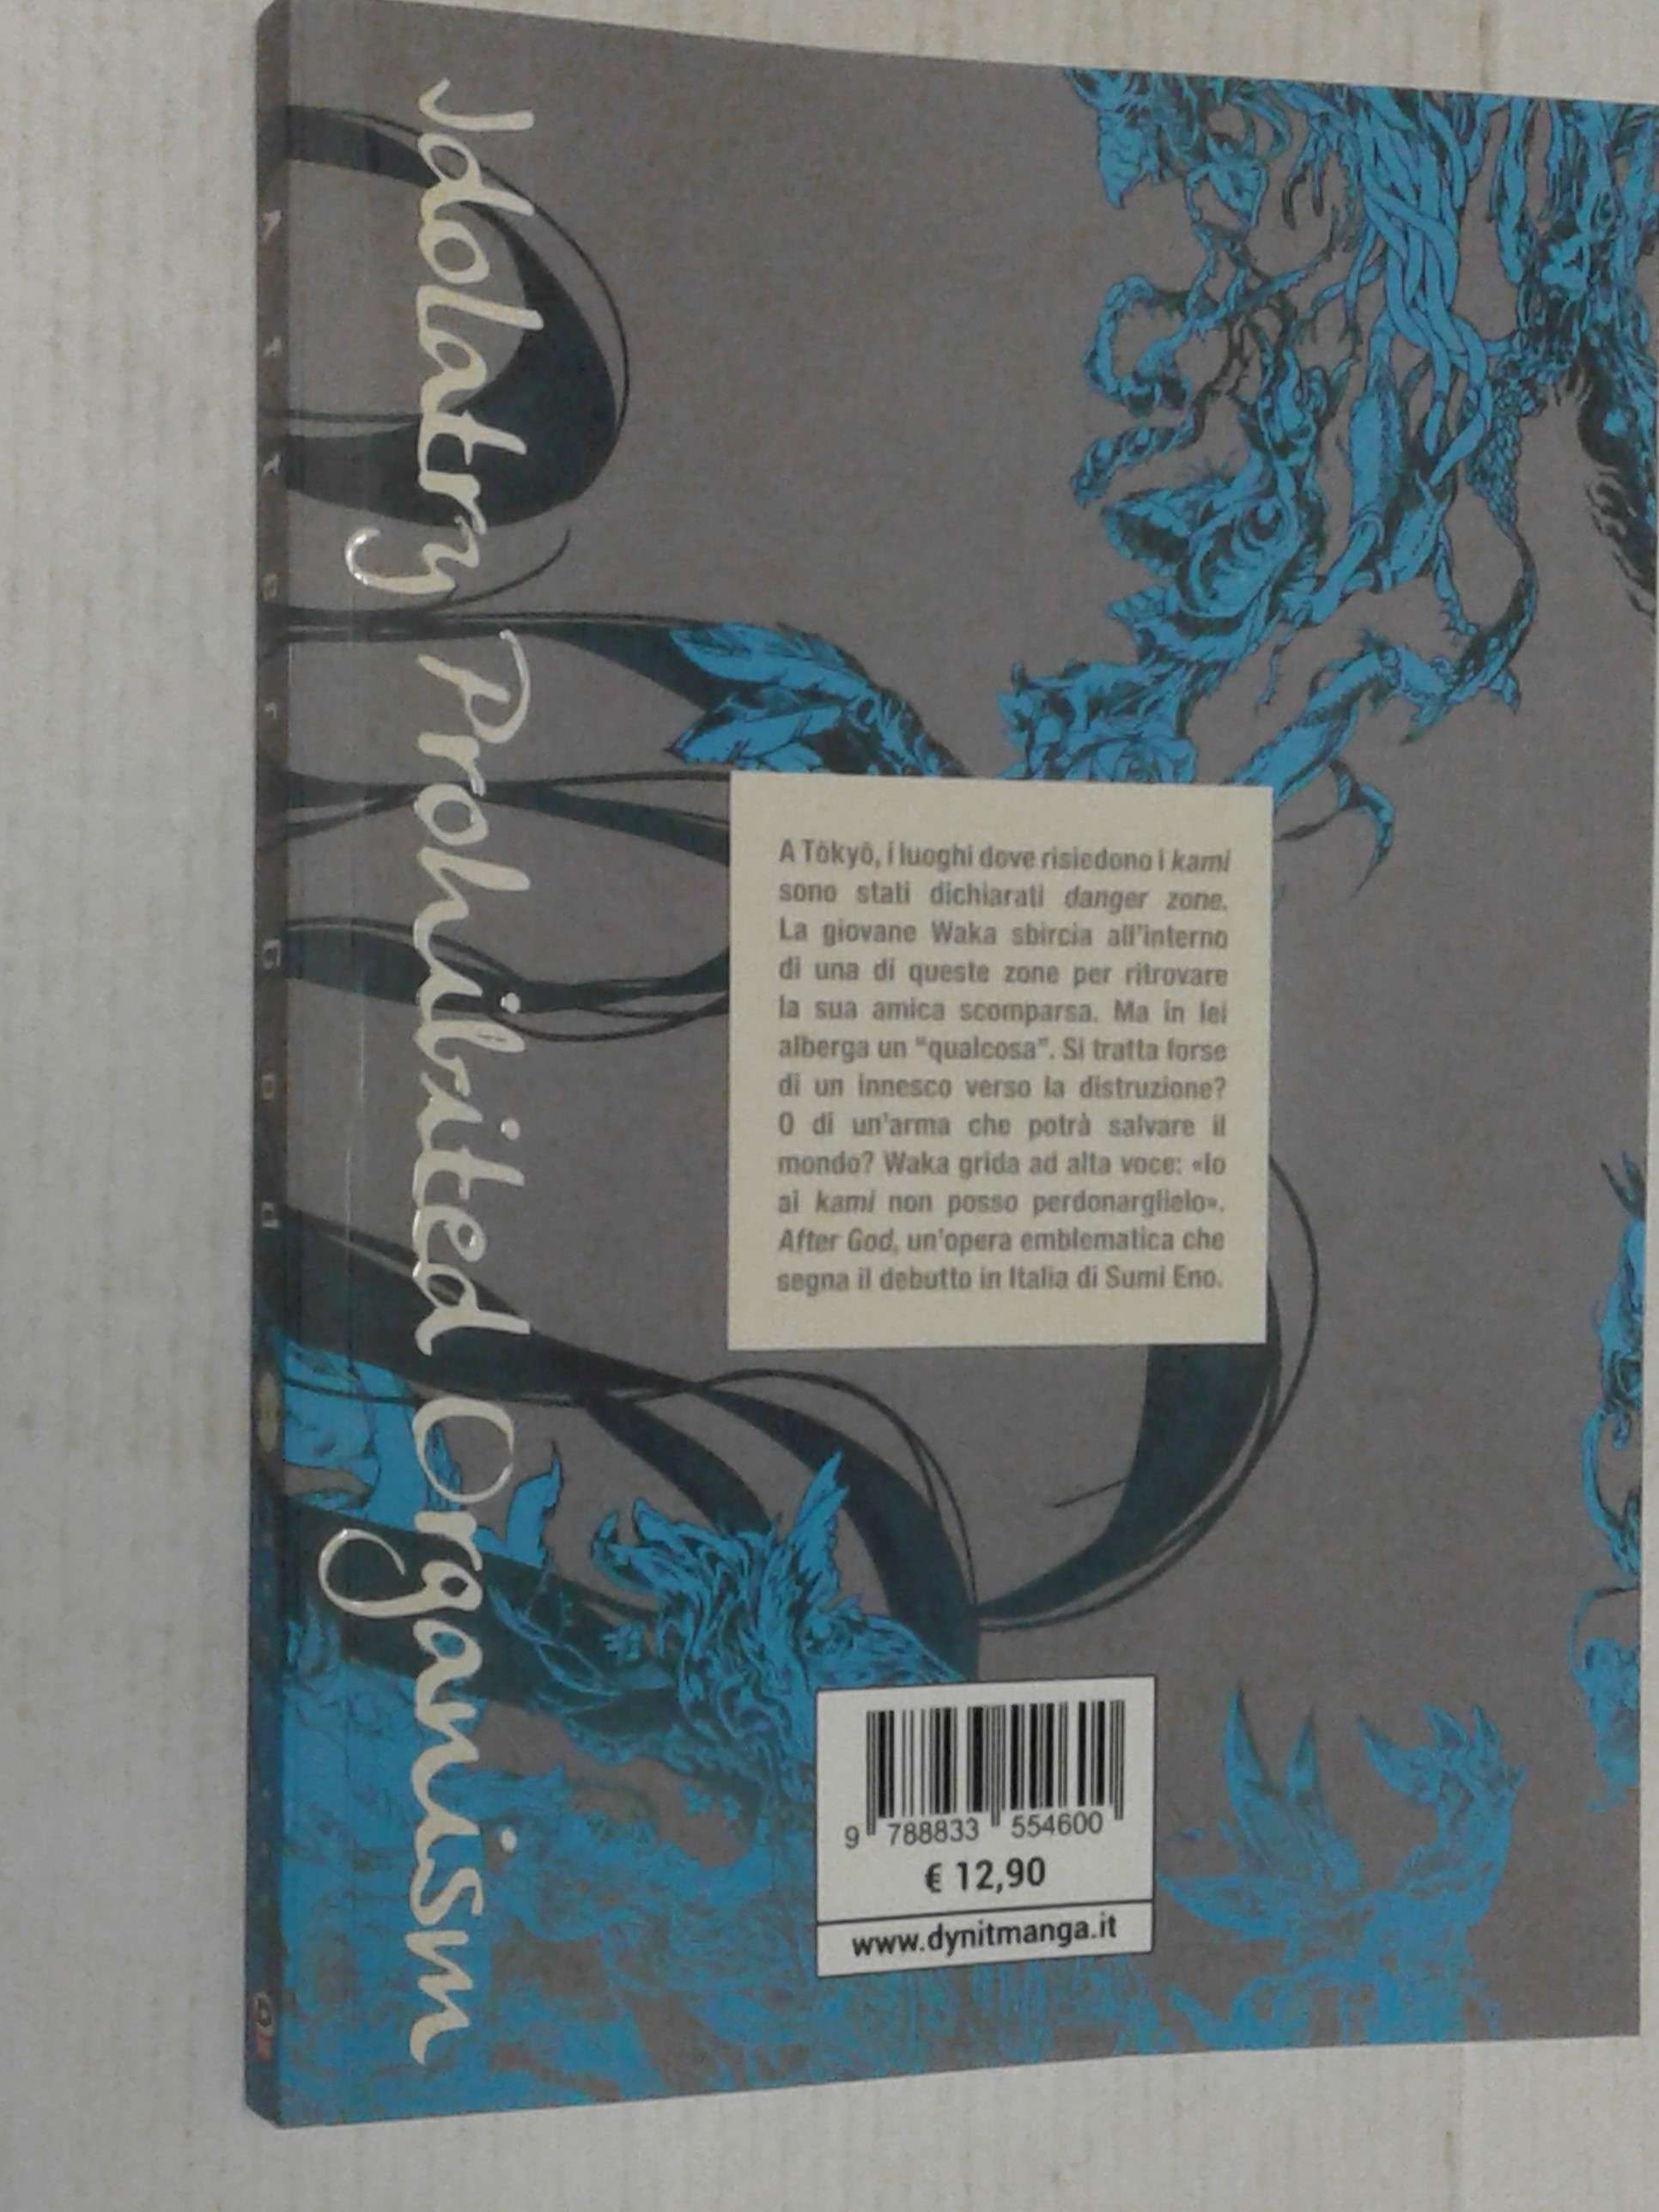 AFTER GOD
Idolatry Prohibited Organism
A Tōkyō, i luoghi dove risiedono i kami
sono stati dichiarati danger zone.
La giovane Waka sbircia all'interno
di una di queste zone per ritrovare
la sua amica scomparsa. Ma in lei
alberga un "qualcosa". Si tratta forse
di un innesco verso la distruzione?
O di un'arma che potrà salvare il
mondo? Waka grida ad alta voce: «Io
ai kami non posso perdonarglielo».
After God, un'opera emblematica che
segna il debutto in Italia di Sumi Eno.
9 788833 554600
€ 12,90
www.dynitmanga.it